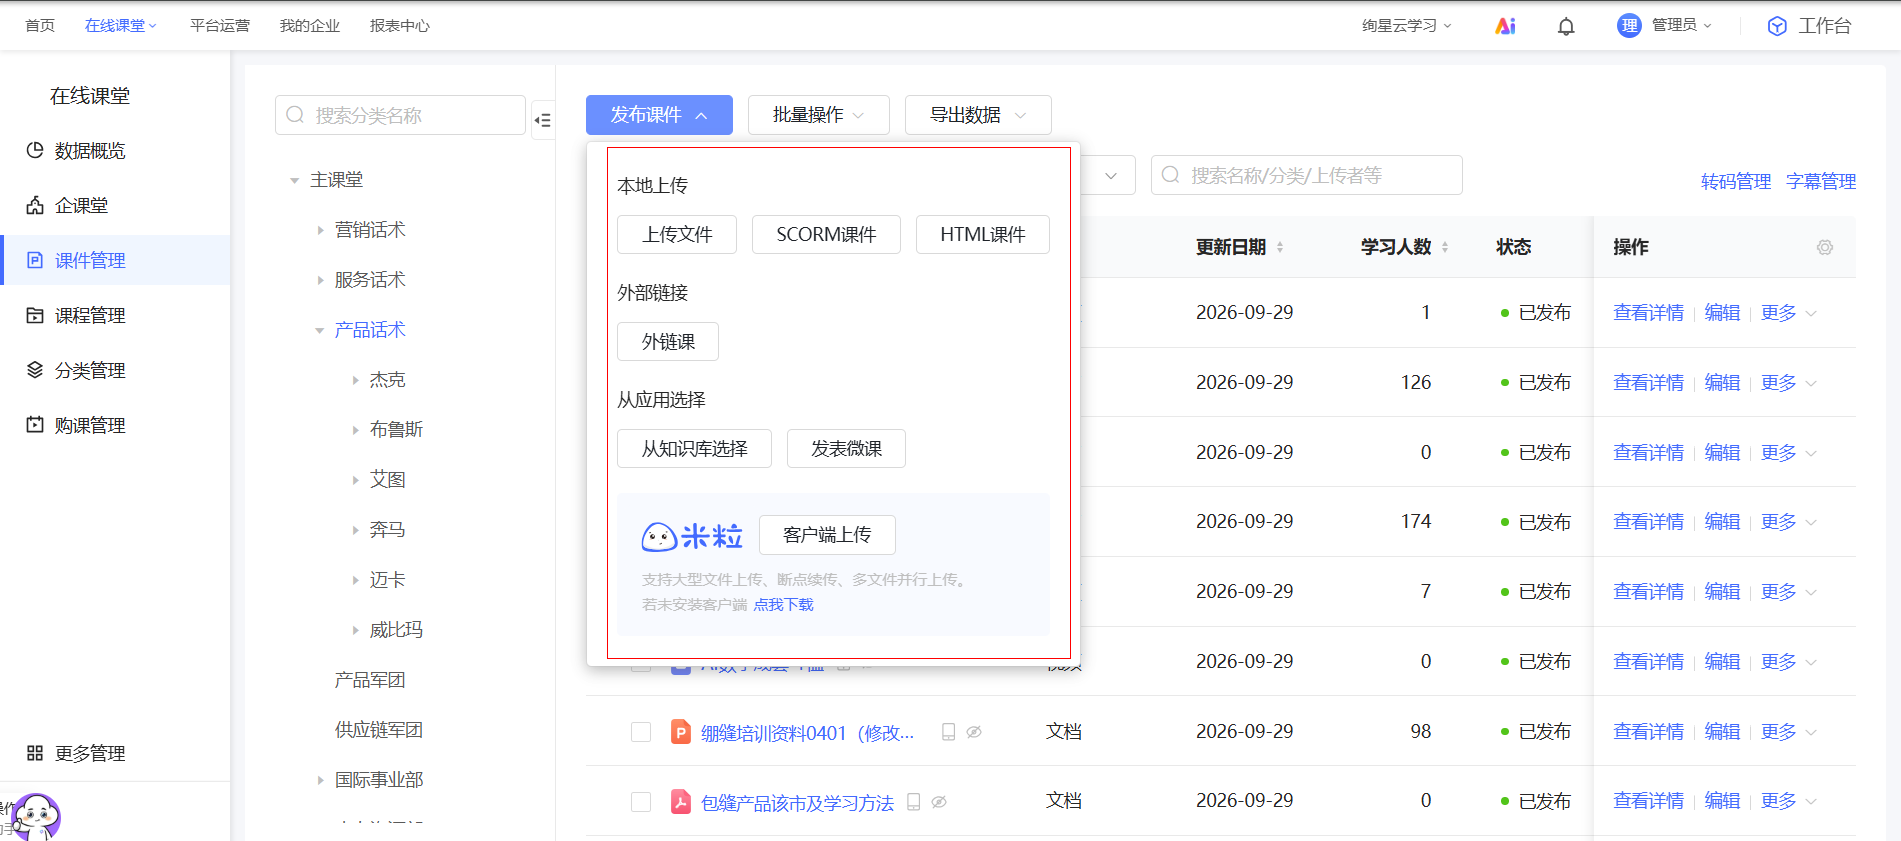 首页 在线课堂 平台运营 我的企业 报表中心 绚星云学习 Ai 理 管理员 工作台
在线课堂
数据概览
企课堂
课件管理
课程管理
分类管理
购课管理
更多管理
搜索分类名称
主课堂
营销话术
服务话术
产品话术
杰克
布鲁斯
艾图
奔马
迈卡
威比玛
产品军团
供应链军团
国际事业部
发布课件 批量操作 导出数据
本地上传
上传文件 SCORM课件 HTML课件
外部链接
外链课
从应用选择
从知识库选择 发表微课
米粒 客户端上传
支持大型文件上传、断点续传、多文件并行上传。
若未安装客户端 点我下载
搜索名称/分类/上传者等
转码管理 字幕管理
更新日期 学习人数 状态 操作
2026-09-29 1 已发布 查看详情 编辑 更多
2026-09-29 126 已发布 查看详情 编辑 更多
2026-09-29 0 已发布 查看详情 编辑 更多
2026-09-29 174 已发布 查看详情 编辑 更多
2026-09-29 7 已发布 查看详情 编辑 更多
视频 2026-09-29 0 已发布 查看详情 编辑 更多
绷缝培训资料0401（修改... 文档 2026-09-29 98 已发布 查看详情 编辑 更多
包缝产品该市及学习方法 文档 2026-09-29 0 已发布 查看详情 编辑 更多